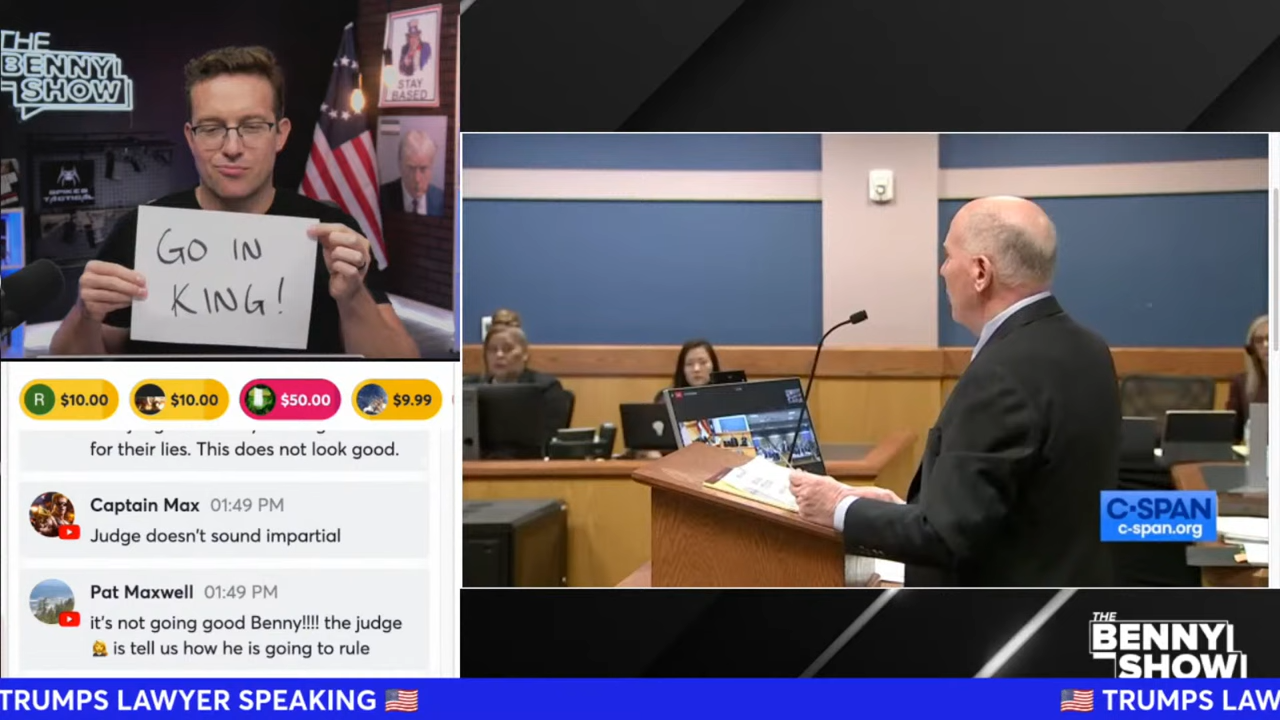 THE
BENNY
SHOW
STAY
BASED
SPIKES
TACTICAL
GO IN
KING!
R $10.00 $10.00 $50.00 $9.99
for their lies. This does not look good.
Captain Max 01:49 PM
Judge doesn't sound impartial
Pat Maxwell 01:49 PM
it's not going good Benny!!!! the judge
is tell us how he is going to rule
C-SPAN
c-span.org
THE
BENNY
SHOW
TRUMPS LAWYER SPEAKING TRUMPS LAW